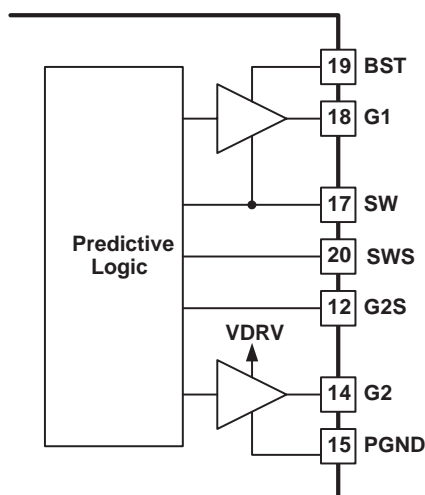 19 BST
18 G1
17 SW
Predictive
Logic
20 SWS
12 G2S
VDRV
14 G2
15 PGND